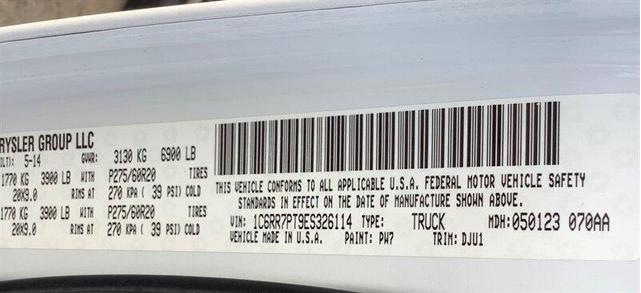 RYSLER GROUP LLC
ILT: 5-14 GVWR: 3130 KG 6900 LB
1770 KG 3900 LB P275/60R20 TIRES
20X9.0 RIMS AT 270 KPA ( 39 PSI) COLD
1770 KG 3900 LB P275/60R20 TIRES
20X9.0 RIMS AT 270 KPA ( 39 PSI) COLD
THIS VEHICLE CONFORMS TO ALL APPLICABLE U.S.A. FEDERAL MOTOR VEHICLE SAFETY
STANDARDS IN EFFECT ON THE DATE OF MANUFACTURE SHOWN ABOVE.
VIN: 1C6RR7PT9ES326114 TYPE: TRUCK MDH:050123 070AA
VEHICLE MADE IN U.S.A. PAINT: PW7 TRIM: DJU1